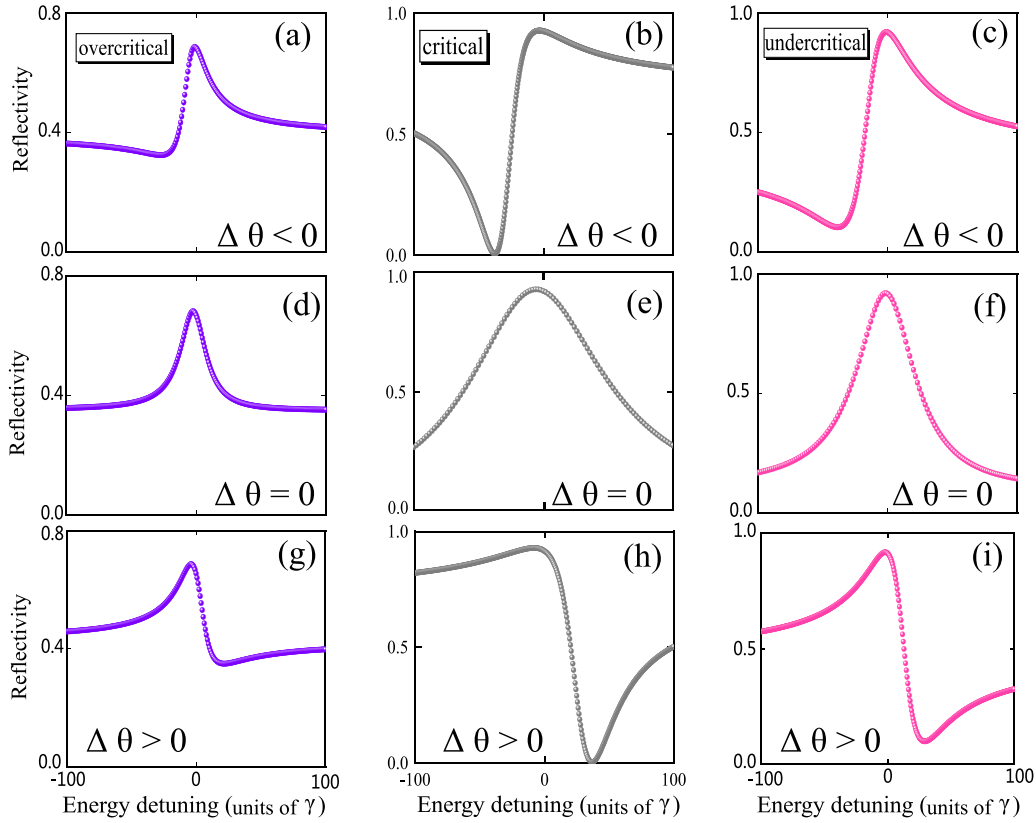 0.8
overcritical
(a)
Reflectivity
0.4
0.0
Δ θ < 0
1.0
critical
(b)
0.5
0.0
Δ θ < 0
1.0
undercritical
(c)
0.5
0.0
Δ θ < 0
0.8
(d)
Reflectivity
0.4
0.0
Δ θ = 0
1.0
(e)
0.5
0.0
Δ θ = 0
1.0
(f)
0.5
0.0
Δ θ = 0
0.8
(g)
Reflectivity
0.4
0.0
Δ θ > 0
-100 0 100
Energy detuning (units of γ)
1.0
(h)
0.5
0.0
Δ θ > 0
-100 0 100
Energy detuning (units of γ)
1.0
(i)
0.5
0.0
Δ θ > 0
-100 0 100
Energy detuning (units of γ)